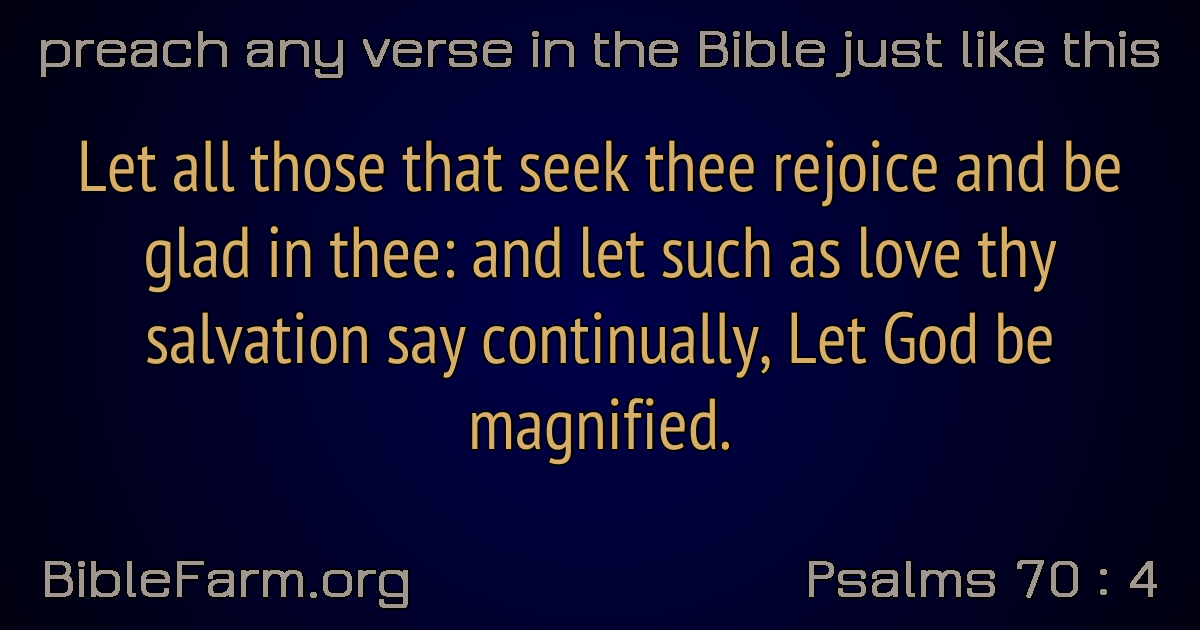 preach any verse in the Bible just like this
Let all those that seek thee rejoice and be
glad in thee: and let such as love thy
salvation say continually, Let God be
magnified.
BibleFarm.org
Psalms 70 : 4